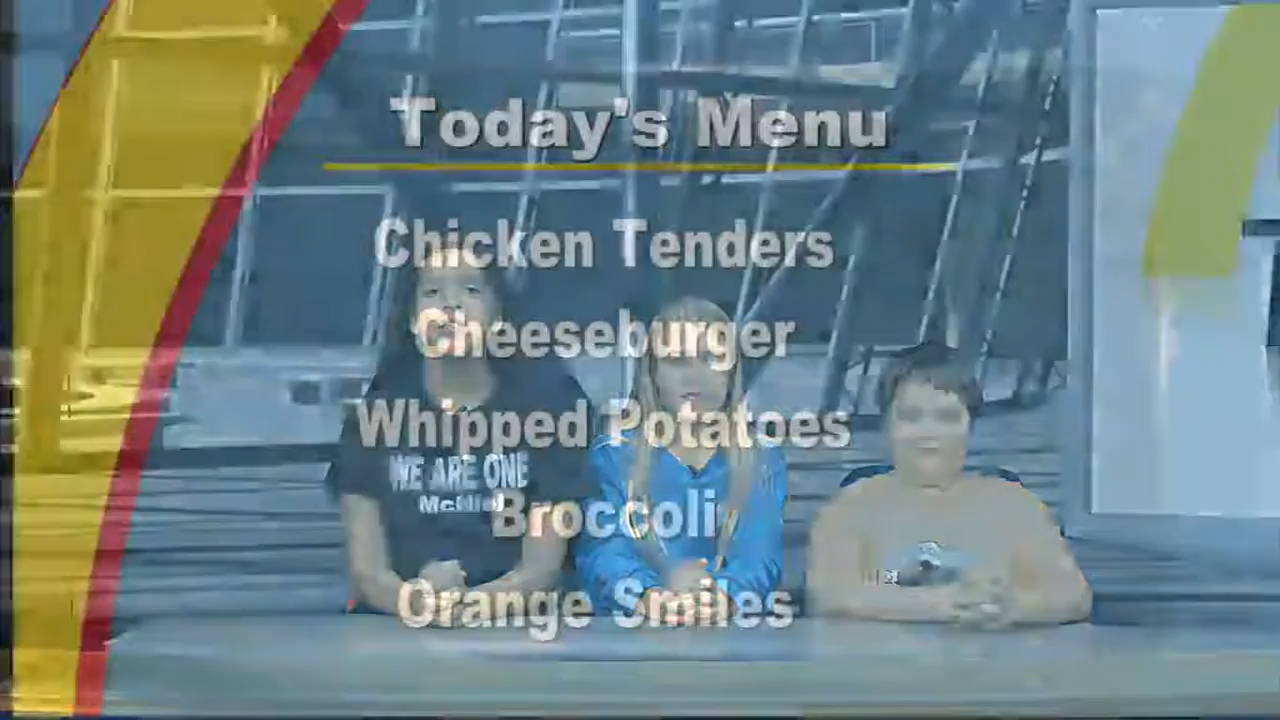 Today's Menu
Chicken Tenders
Cheeseburger
Whipped Potatoes
WE ARE ONE
Broccoli
Orange Smiles